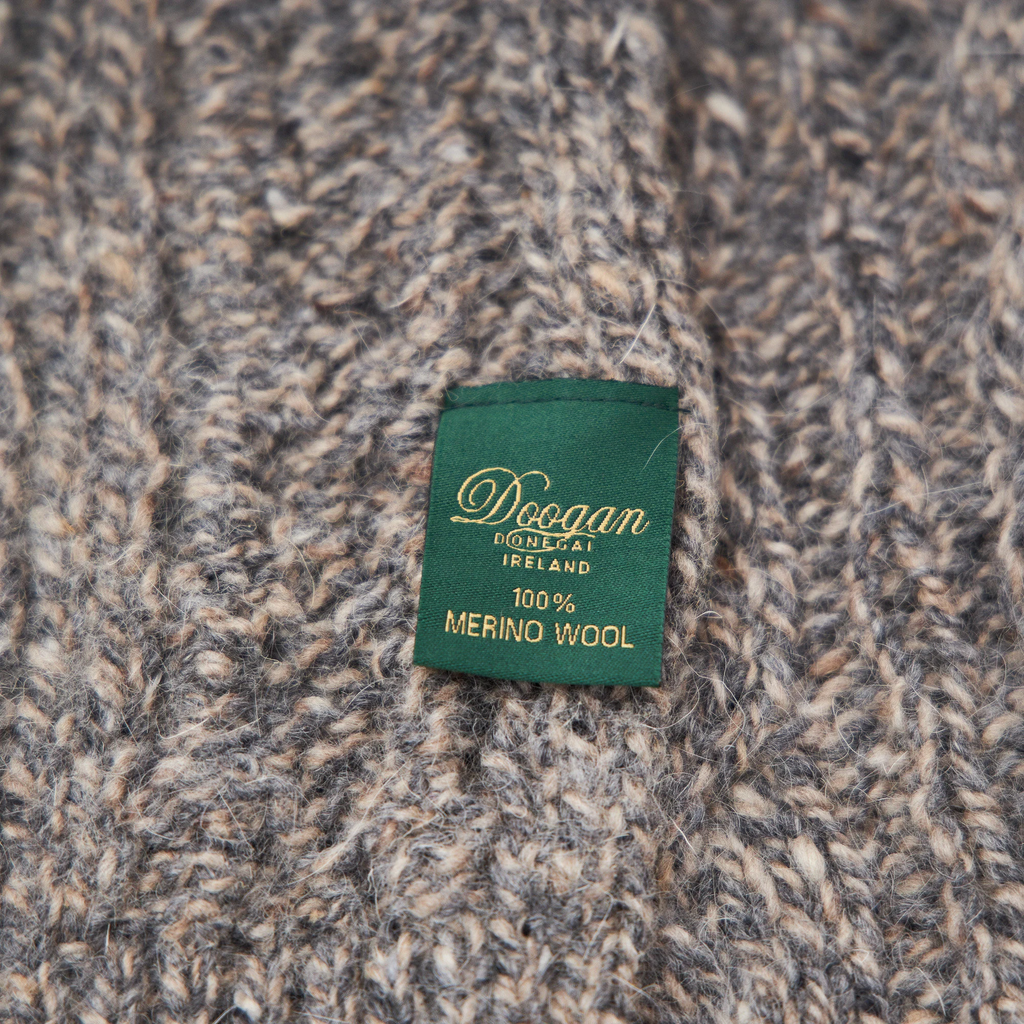 Doogan
DONEGAL
IRELAND
100%
MERINO WOOL